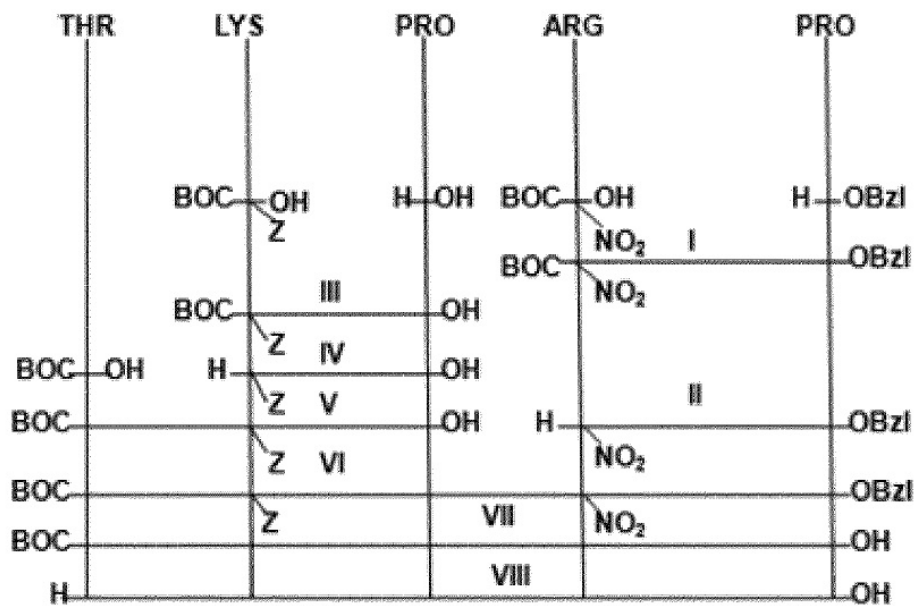 THR LYS PRO ARG PRO
BOC OH H OH BOC OH H OBzl
Z NO₂ I
BOC OBzl
III NO₂
BOC OH
Z IV
BOC OH H OH II
Z V
BOC OH H OBzl
Z VI NO₂
BOC OBzl
Z VII NO₂
BOC OH
VIII
H OH